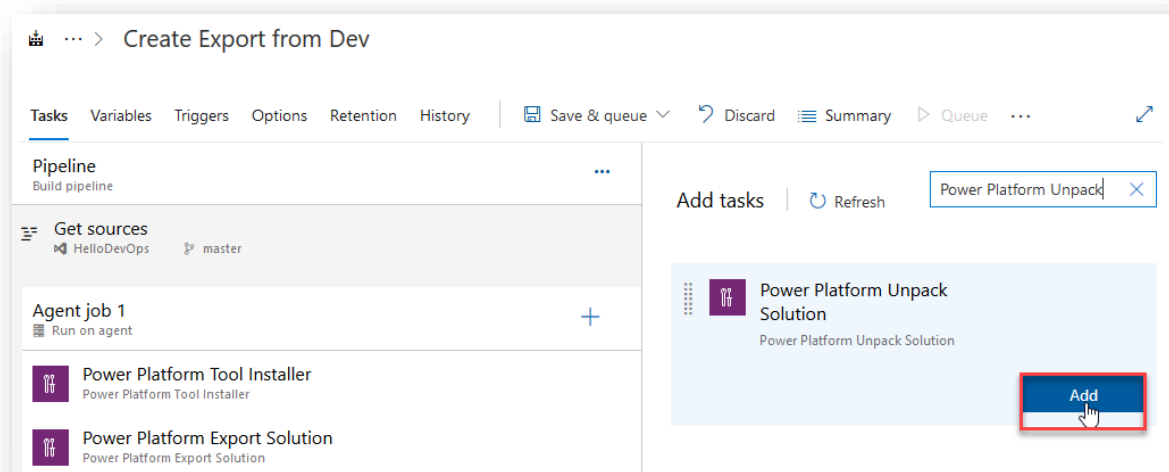 ··· > Create Export from Dev
Tasks Variables Triggers Options Retention History Save & queue Discard Summary Queue ···
Pipeline
Build pipeline
Get sources
HelloDevOps master
Agent job 1
Run on agent
Power Platform Tool Installer
Power Platform Tool Installer
Power Platform Export Solution
Power Platform Export Solution
Add tasks Refresh Power Platform Unpack
Power Platform Unpack
Solution
Power Platform Unpack Solution
Add